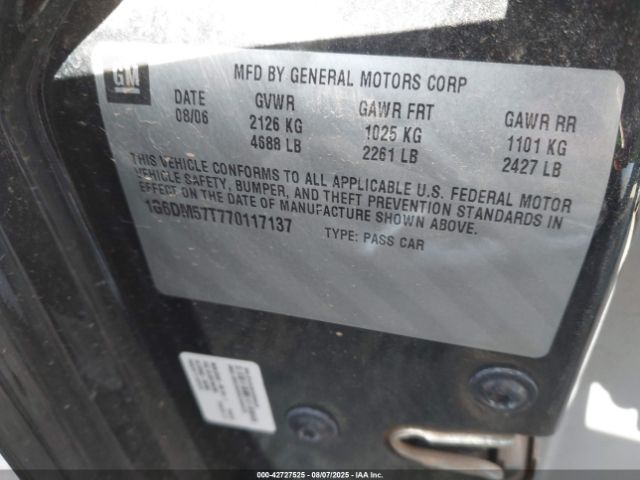 GM
MFD BY GENERAL MOTORS CORP
DATE GVWR GAWR FRT GAWR RR
08/06 2126 KG 1025 KG 1101 KG
4688 LB 2261 LB 2427 LB
THIS VEHICLE CONFORMS TO ALL APPLICABLE U.S. FEDERAL MOTOR
VEHICLE SAFETY, BUMPER, AND THEFT PREVENTION STANDARDS IN
EFFECT ON THE DATE OF MANUFACTURE SHOWN ABOVE.
1G6DM57T770117137 TYPE: PASS CAR
000-42727525 - 08/07/2025 - IAAI.COM